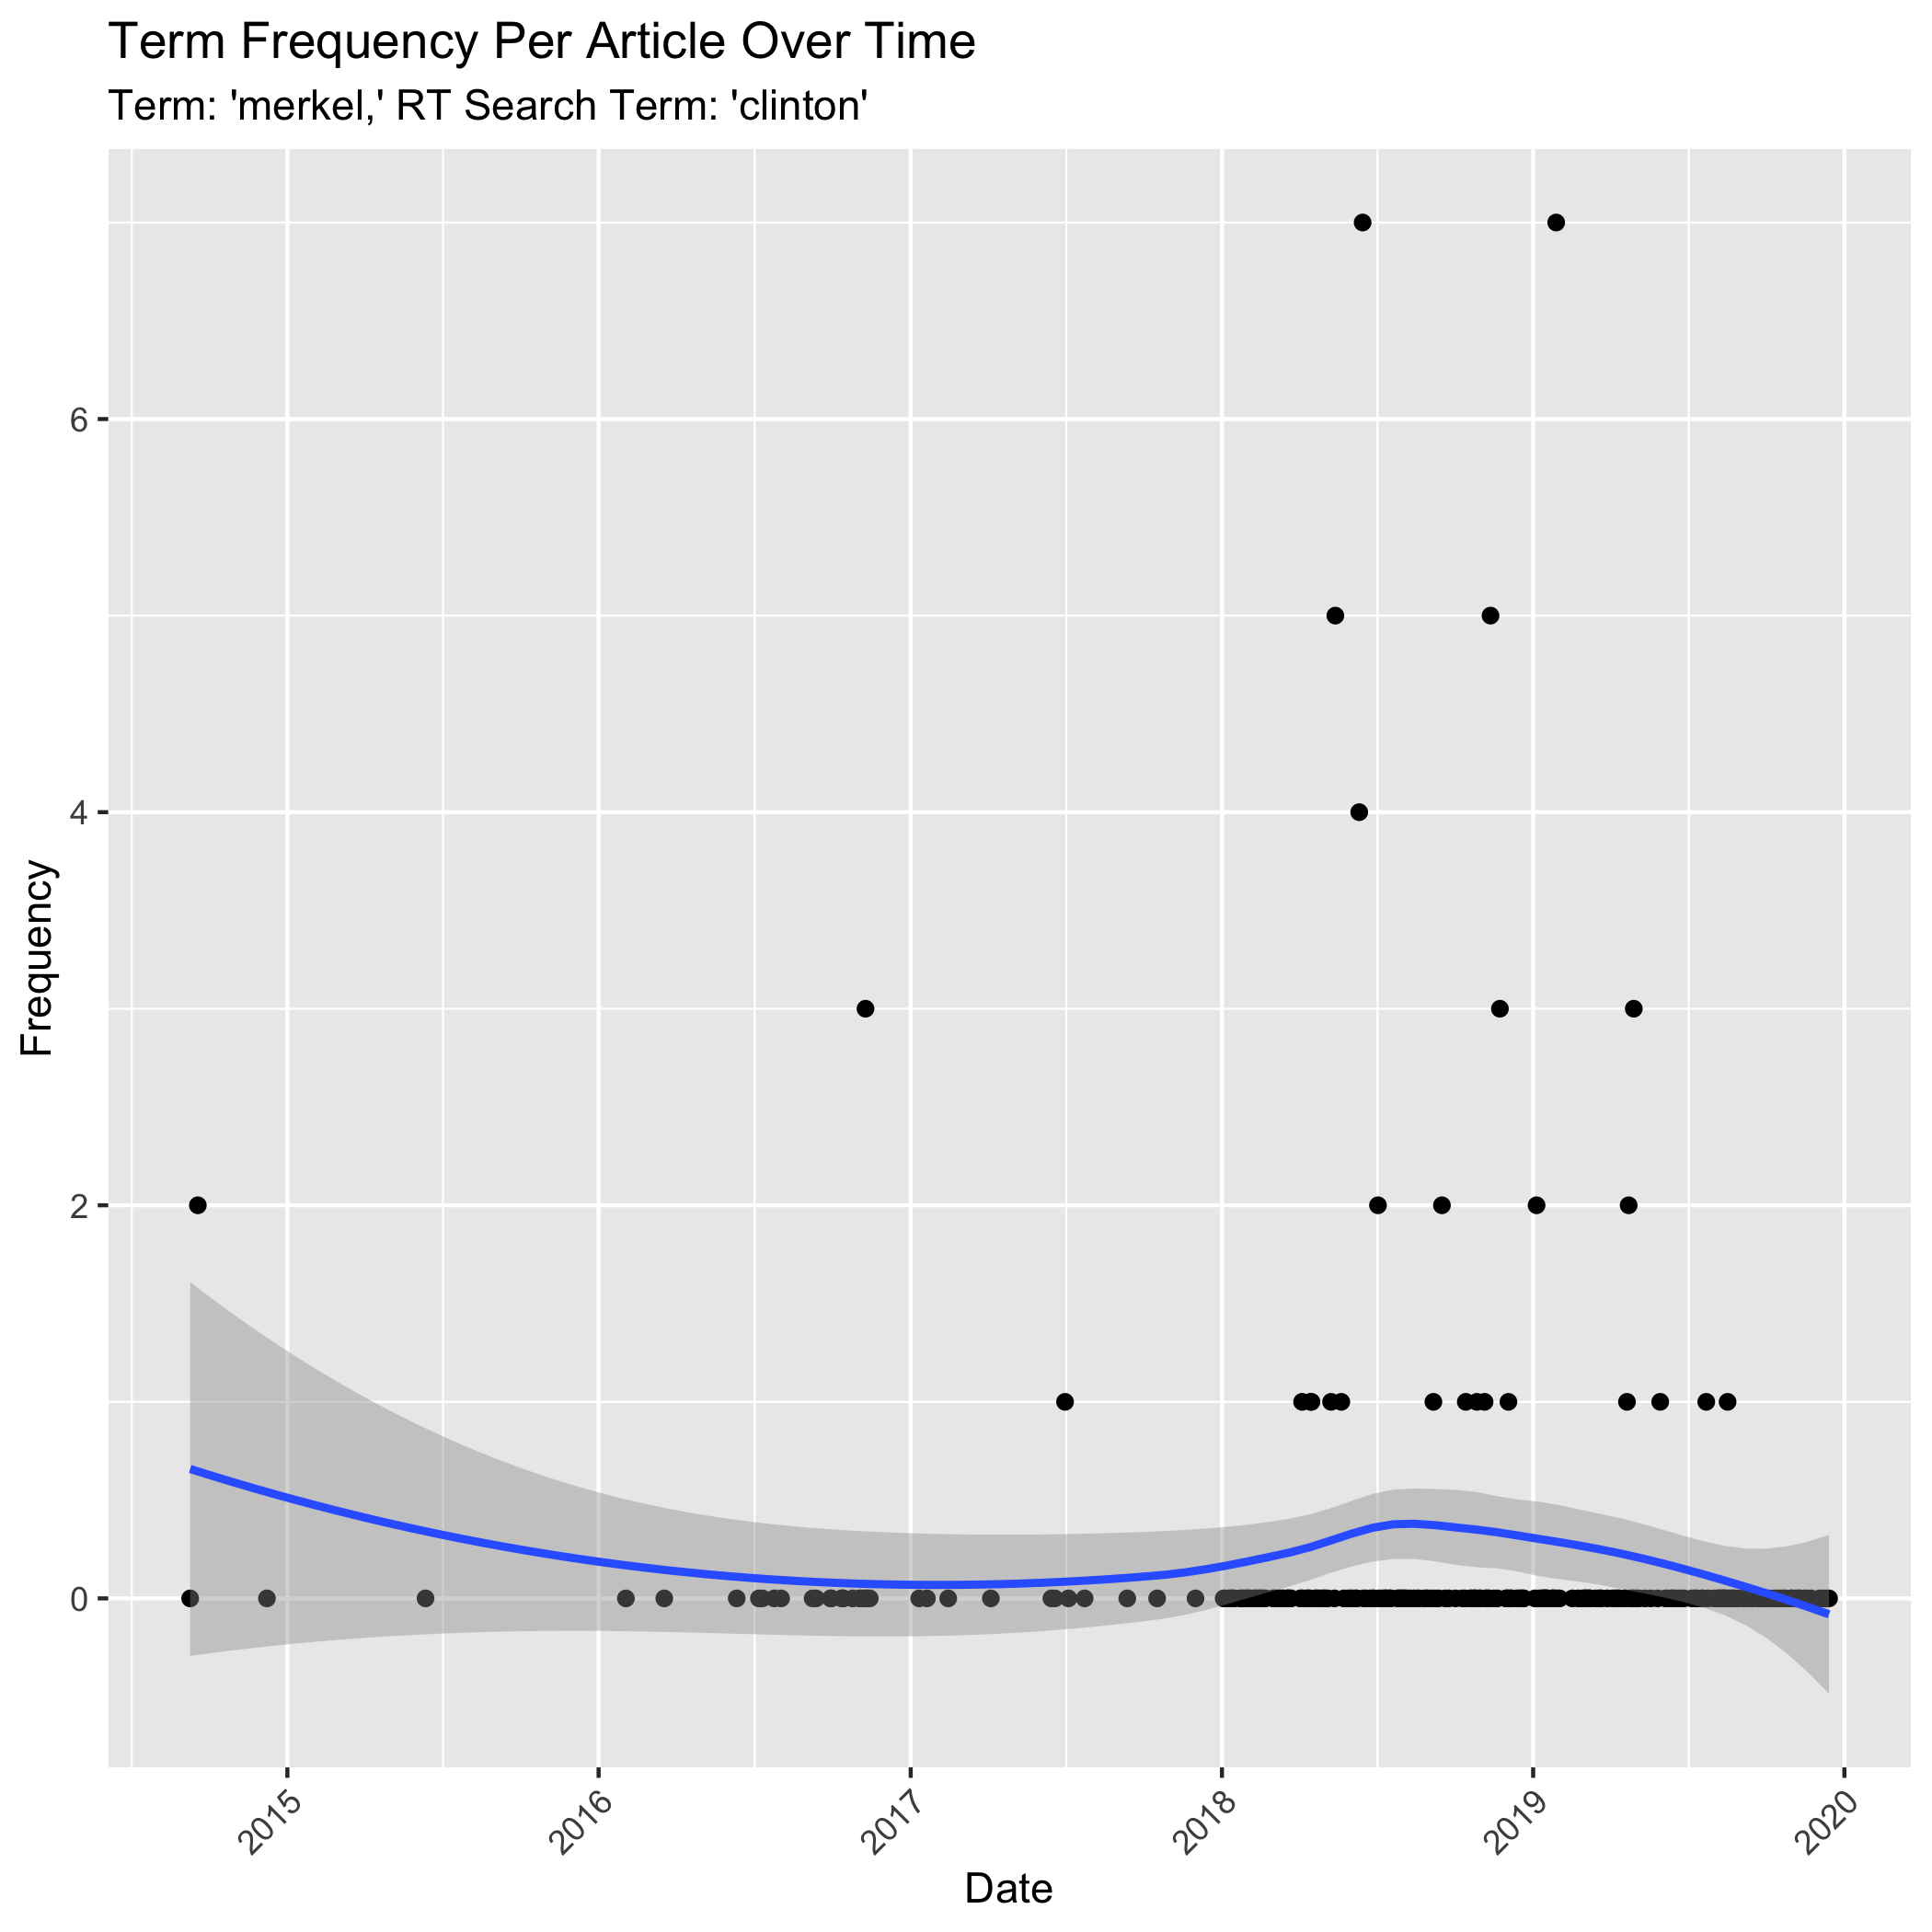 Term Frequency Per Article Over Time
Term: 'merkel,' RT Search Term: 'clinton'
Frequency
6
4
2
0
2015
2016
2017
2018
2019
2020
Date